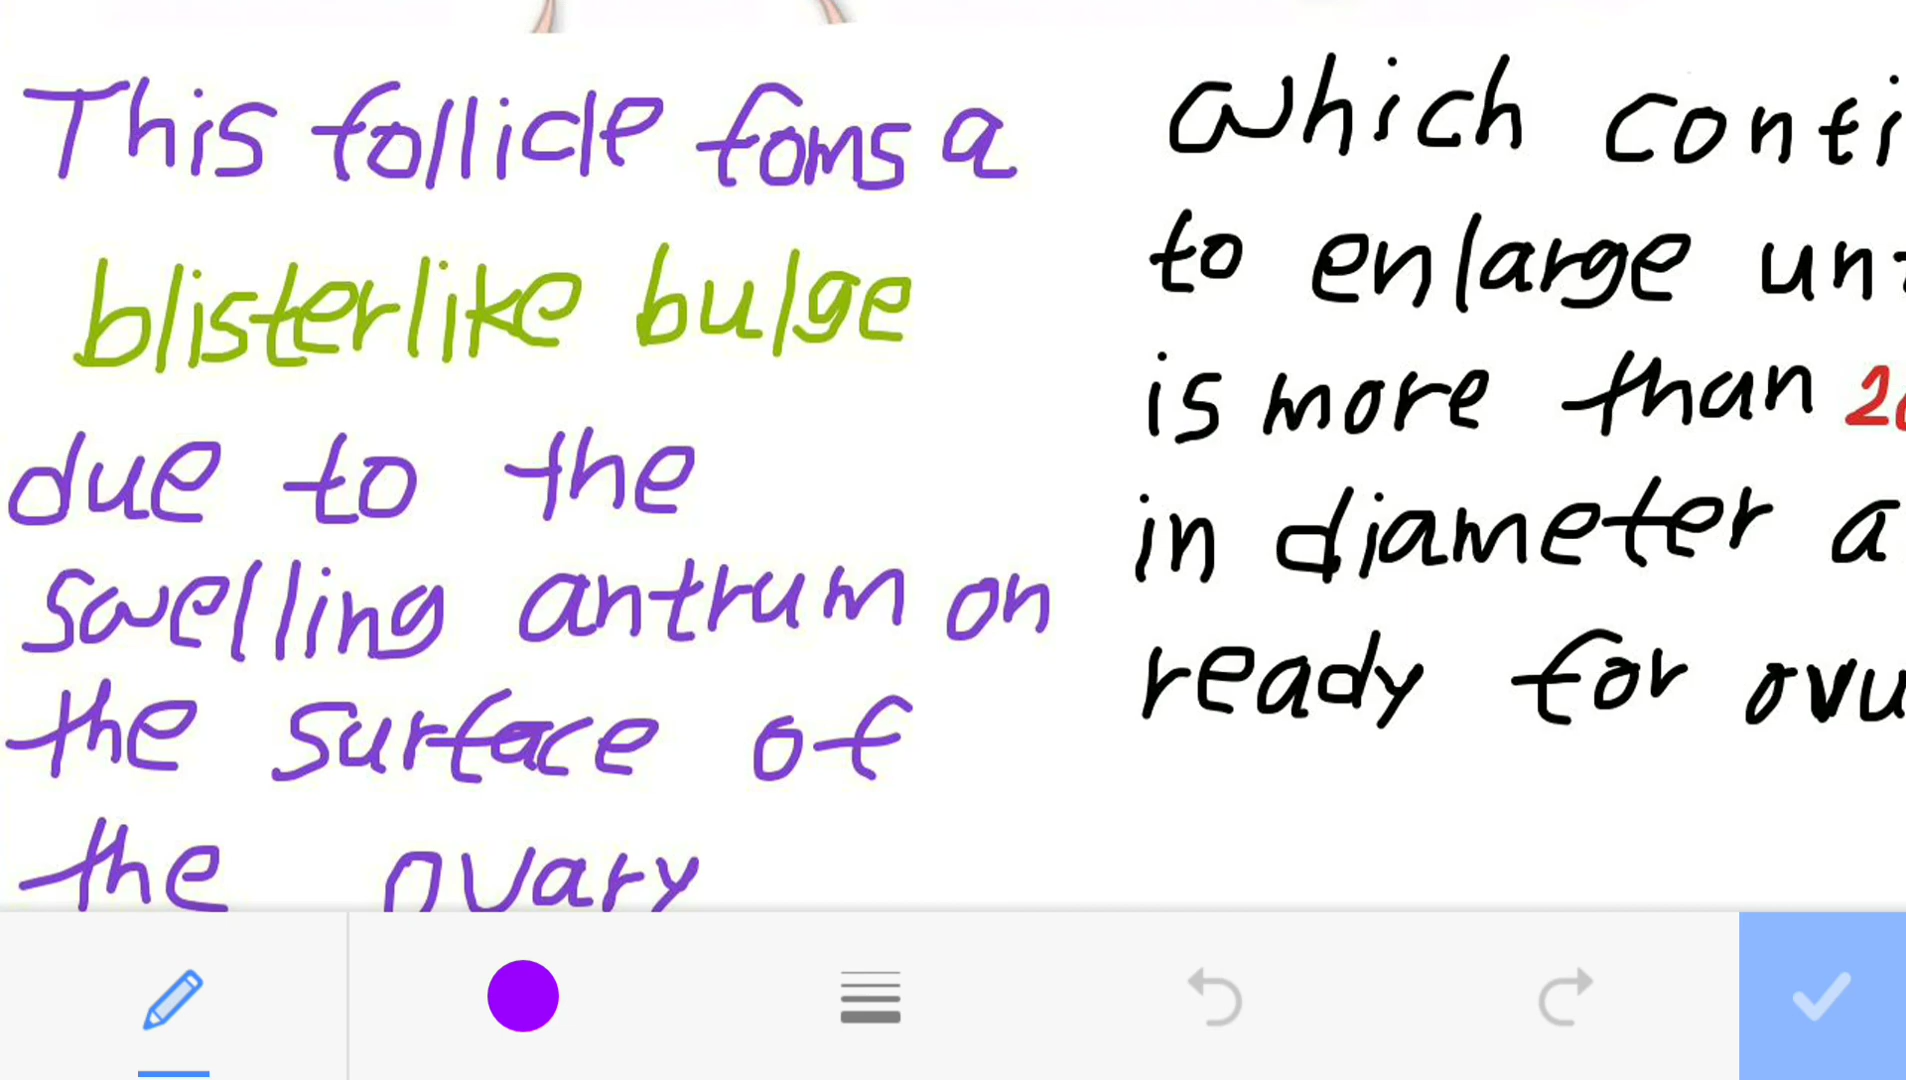 This follicle foms a
blisterlike bulge
due to the
swelling antrum on
the surface of
the ovary
which conti
to enlarge un
is more than 2
in diameter a
ready for ovu